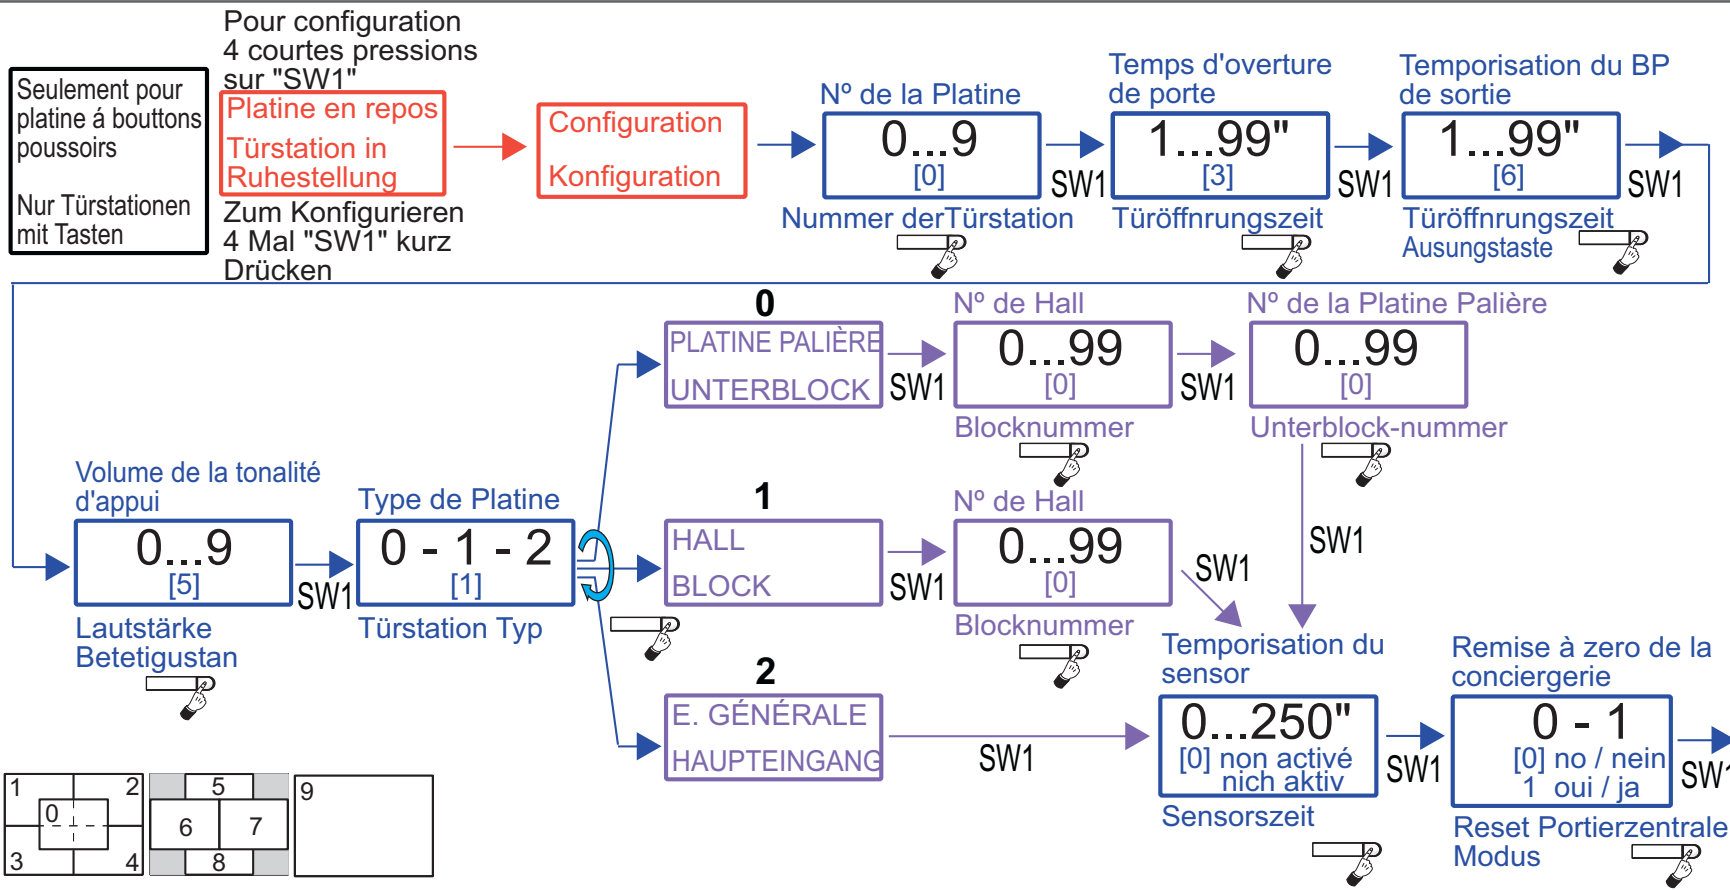 Pour configuration
4 courtes pressions
sur "SW1"
Seulement pour
platine á bouttons
poussoirs
Nur Türstationen
mit Tasten
Platine en repos
Türstation in
Ruhestellung
Zum Konfigurieren
4 Mal "SW1" kurz
Drücken
Configuration
Konfiguration
Nº de la Platine
0...9
[0]
Nummer derTürstation
SW1
Temps d'overture
de porte
1...99"
[3]
Türöffnrungszeit
SW1
Temporisation du BP
de sortie
1...99"
[6]
Türöffnrungszeit
Ausungstaste
SW1
Volume de la tonalité
d'appui
0...9
[5]
Lautstärke
Betetigustan
SW1
Type de Platine
0 - 1 - 2
[1]
Türstation Typ
0
PLATINE PALIÈRE
UNTERBLOCK
SW1
Nº de Hall
0...99
[0]
Blocknummer
SW1
Nº de la Platine Palière
0...99
[0]
Unterblock-nummer
SW1
1
HALL
BLOCK
SW1
Nº de Hall
0...99
[0]
Blocknummer
SW1
2
E. GÉNÉRALE
HAUPTEINGANG
SW1
Temporisation du
sensor
0...250"
[0] non activé
nich aktiv
Sensorszeit
SW1
Remise à zero de la
conciergerie
0 - 1
[0] no / nein
1 oui / ja
Reset Portierzentrale
Modus
SW1
1 2
0
3 4
5
6 7
8
9